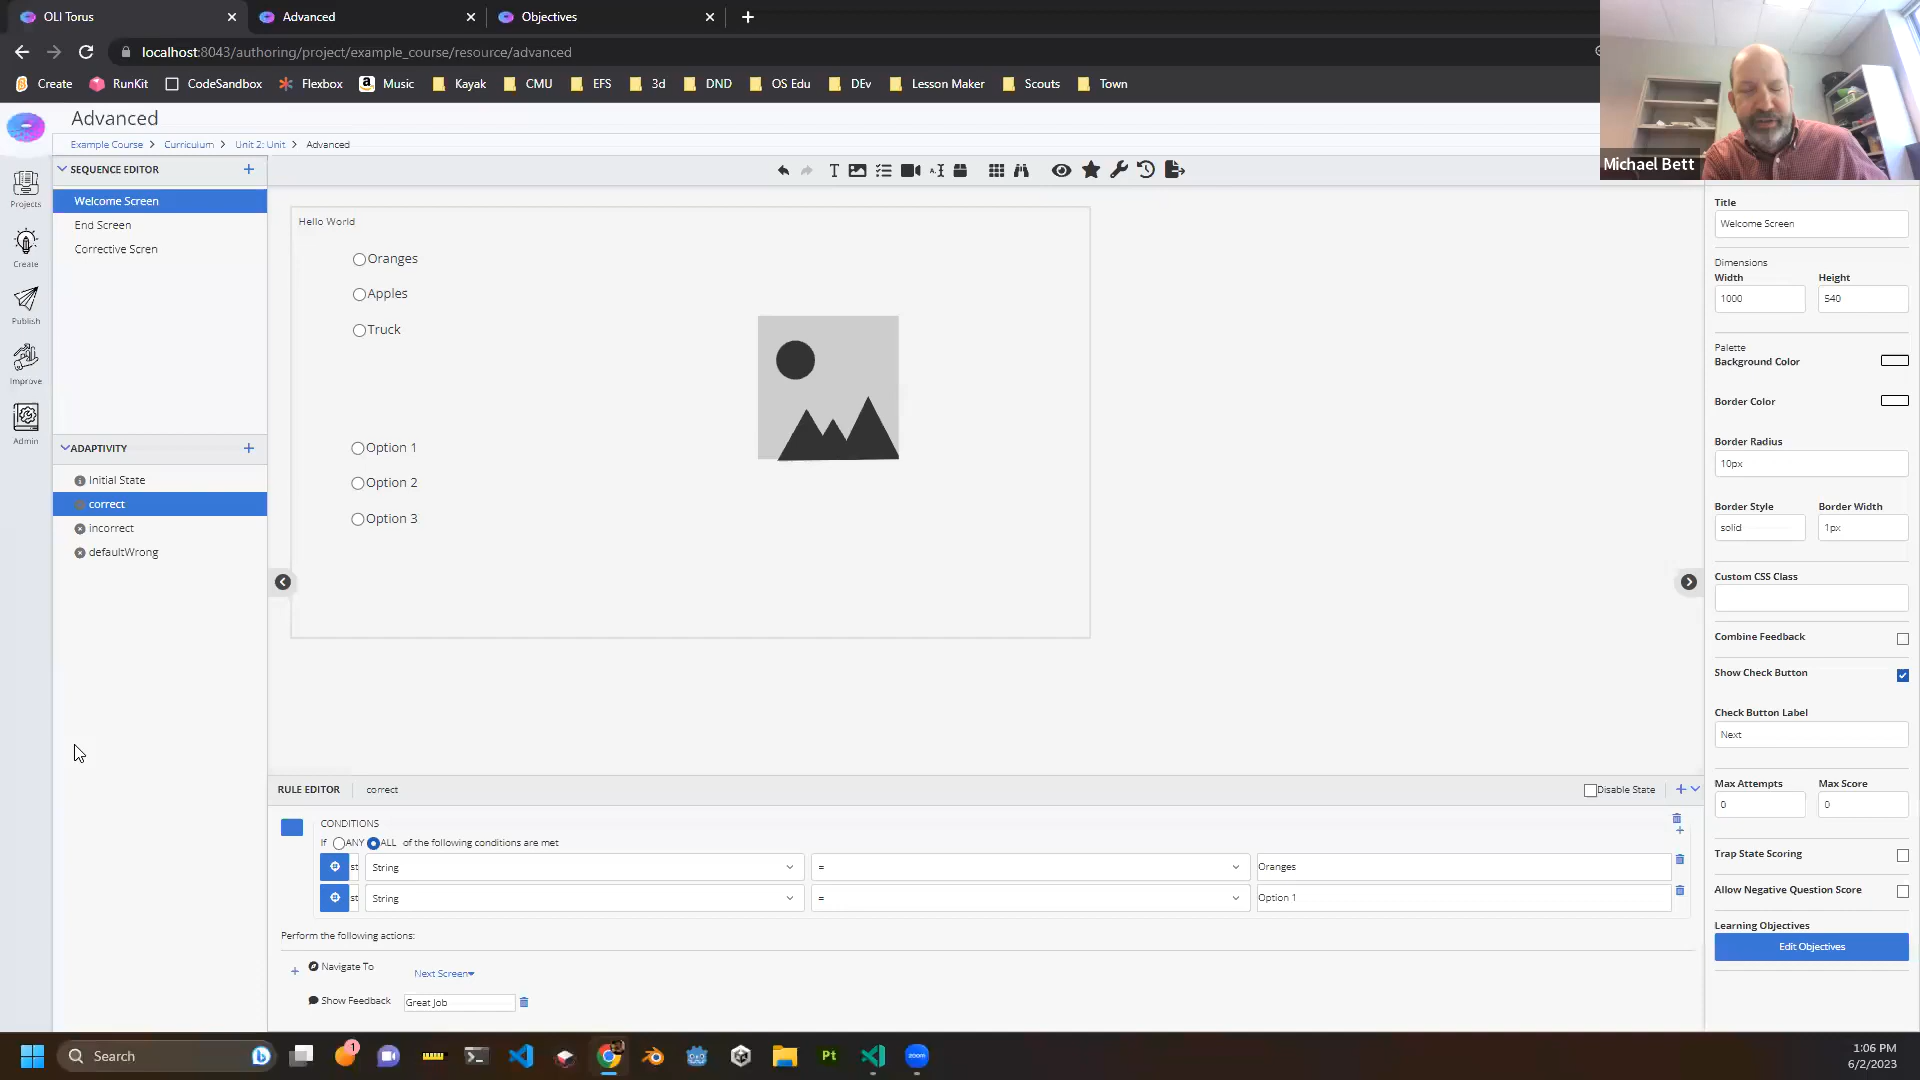 OLI Torus
Advanced
Objectives
localhost:8043/authoring/project/example_course/resource/advanced
Create RunKit CodeSandbox Flexbox Music Kayak CMU EFS 3d DND OS Edu DEv Lesson Maker Scouts Town
Michael Bett
Advanced
Example Course > Curriculum > Unit 2: Unit > Advanced
Projects
Create
Publish
Improve
Admin
SEQUENCE EDITOR
Welcome Screen
End Screen
Corrective Scren
ADAPTIVITY
Initial State
correct
incorrect
defaultWrong
Hello World
Oranges
Apples
Truck
Option 1
Option 2
Option 3
RULE EDITOR correct
Disable State
CONDITIONS
If ANY ALL of the following conditions are met
st String = Oranges
st String = Option 1
Perform the following actions:
Navigate To Next Screen
Show Feedback Great Job
Title
Welcome Screen
Dimensions
Width Height
1000 540
Palette
Background Color
Border Color
Border Radius
10px
Border Style Border Width
solid 1px
Custom CSS Class
Combine Feedback
Show Check Button
Check Button Label
Next
Max Attempts Max Score
0 0
Trap State Scoring
Allow Negative Question Score
Learning Objectives
Edit Objectives
Search
1
Pt
zoom
1:06 PM
6/2/2023